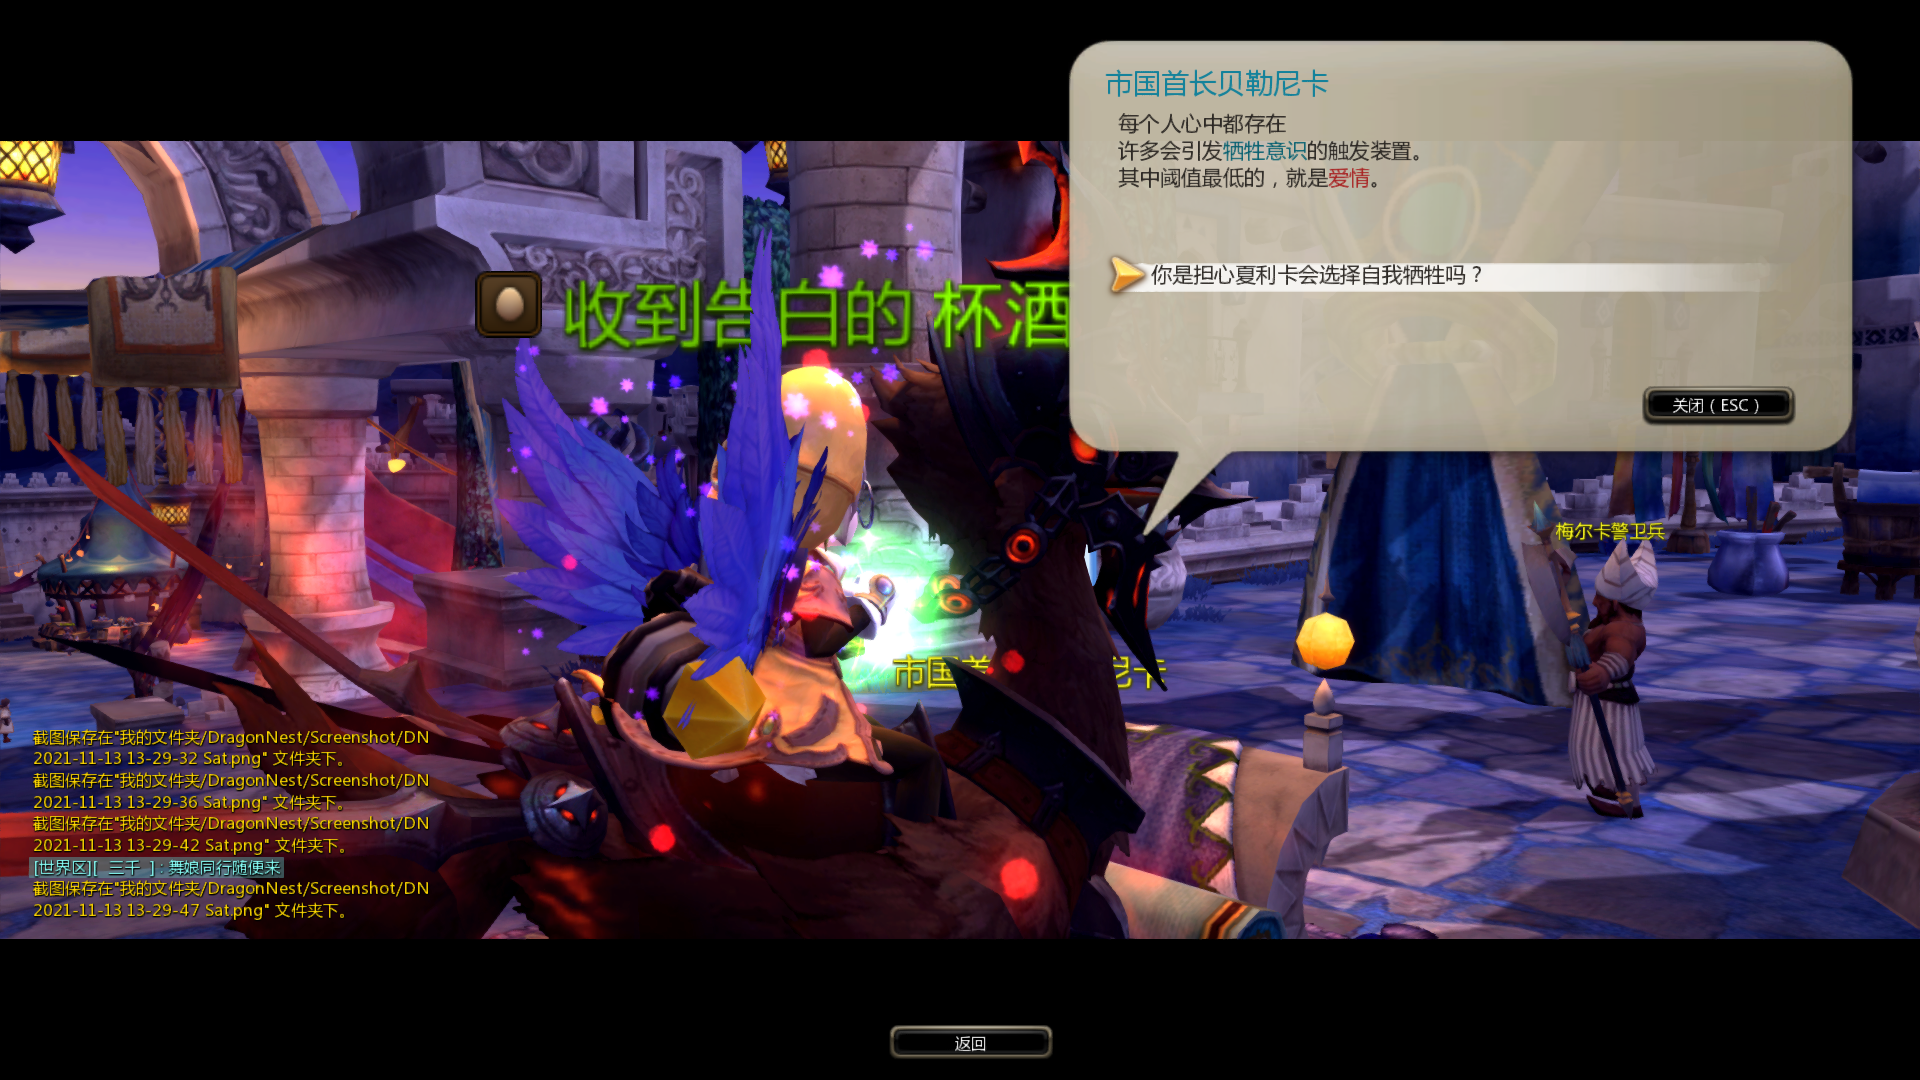 市国首长贝勒尼卡
每个人心中都存在
许多会引发牺牲意识的触发装置。
其中阈值最低的，就是爱情。
你是担心夏利卡会选择自我牺牲吗？
关闭（ESC）
收到告白的 杯酒
梅尔卡警卫兵
市国首 尼卡
截图保存在"我的文件夹/DragonNest/Screenshot/DN
2021-11-13 13-29-32 Sat.png" 文件夹下。
截图保存在"我的文件夹/DragonNest/Screenshot/DN
2021-11-13 13-29-36 Sat.png" 文件夹下。
截图保存在"我的文件夹/DragonNest/Screenshot/DN
2021-11-13 13-29-42 Sat.png" 文件夹下。
[世界区][ 三千 ] : 舞娘同行随便来
截图保存在"我的文件夹/DragonNest/Screenshot/DN
2021-11-13 13-29-47 Sat.png" 文件夹下。
返回